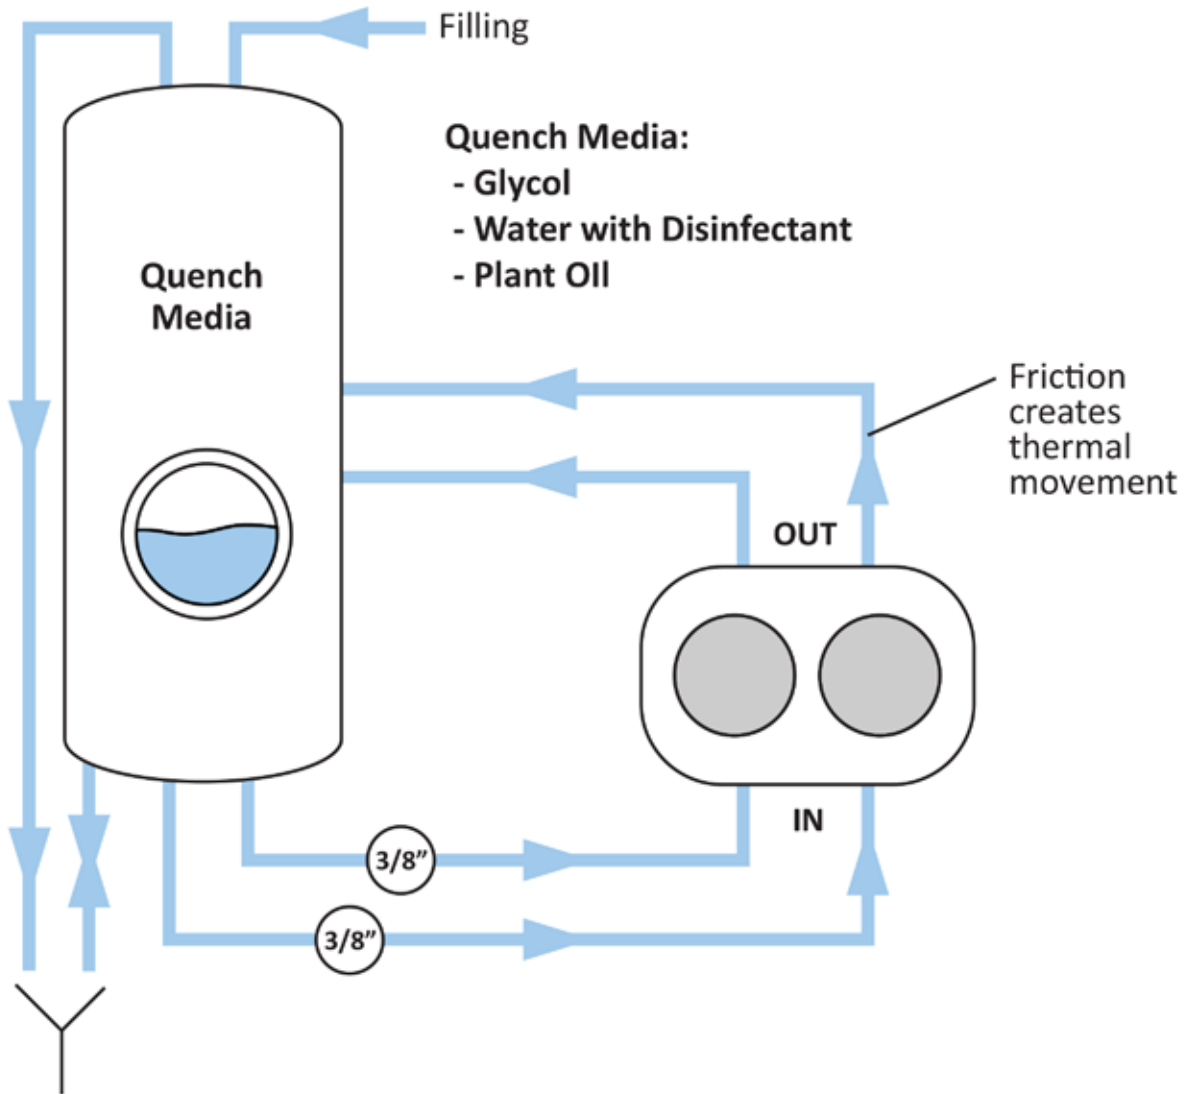 Filling
Quench Media:
- Glycol
- Water with Disinfectant
- Plant OIl
Quench
Media
Friction
creates
thermal
movement
OUT
IN
3/8”
3/8”